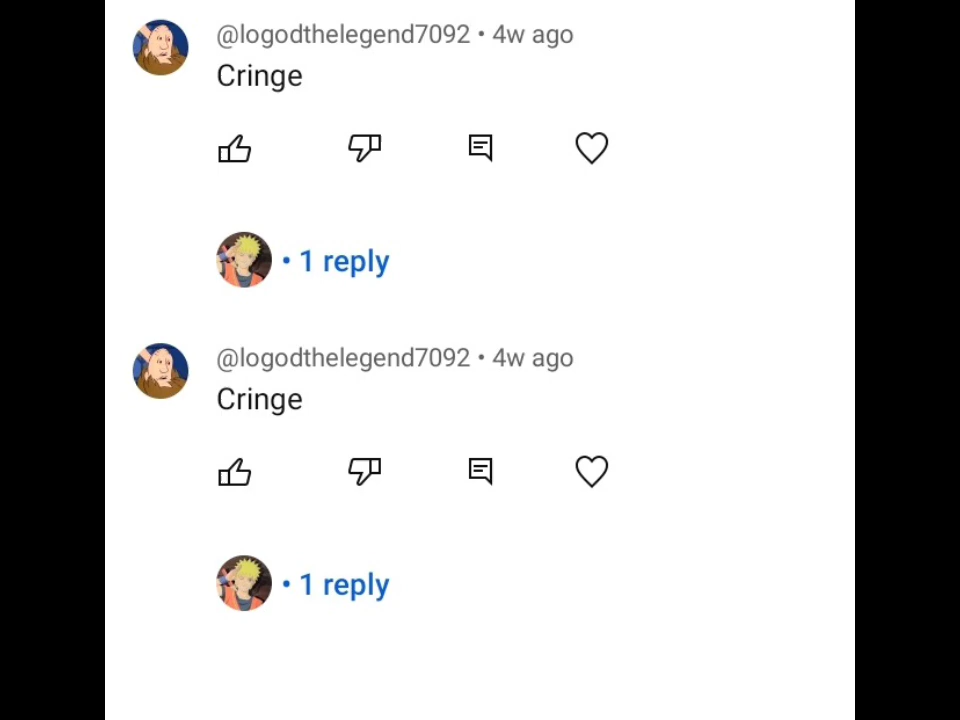 @logodthelegend7092 • 4w ago
Cringe
• 1 reply
@logodthelegend7092 • 4w ago
Cringe
• 1 reply